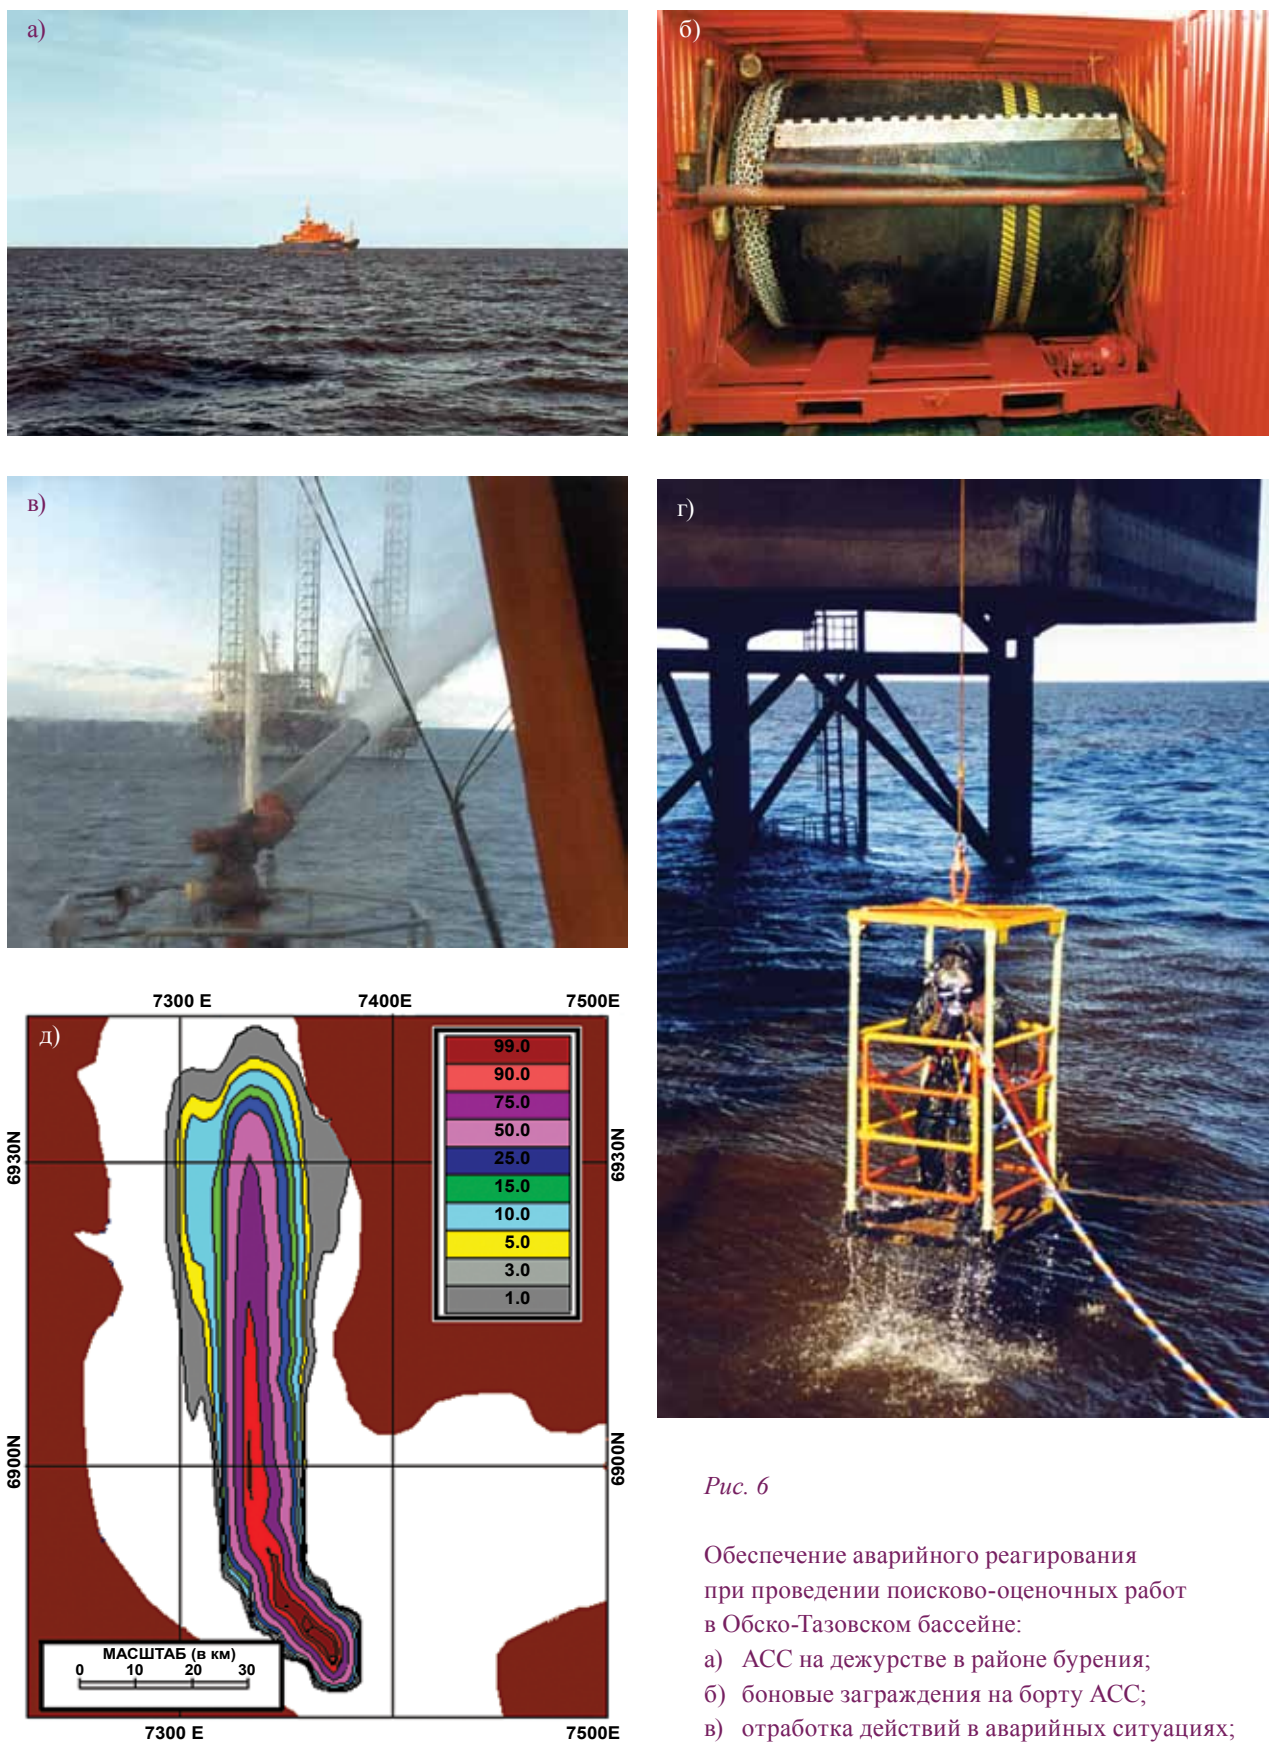 а)
б)
в)
г)
7300 E 7400E 7500E
д)
99.0
90.0
75.0
50.0
25.0
15.0
10.0
5.0
3.0
1.0
6930N 6930N
6900N 6900N
МАСШТАБ (в км)
0 10 20 30
7300 E 7500E
Рис. 6
Обеспечение аварийного реагирования
при проведении поисково-оценочных работ
в Обско-Тазовском бассейне:
а) АСС на дежурстве в районе бурения;
б) боновые заграждения на борту АСС;
в) отработка действий в аварийных ситуациях;